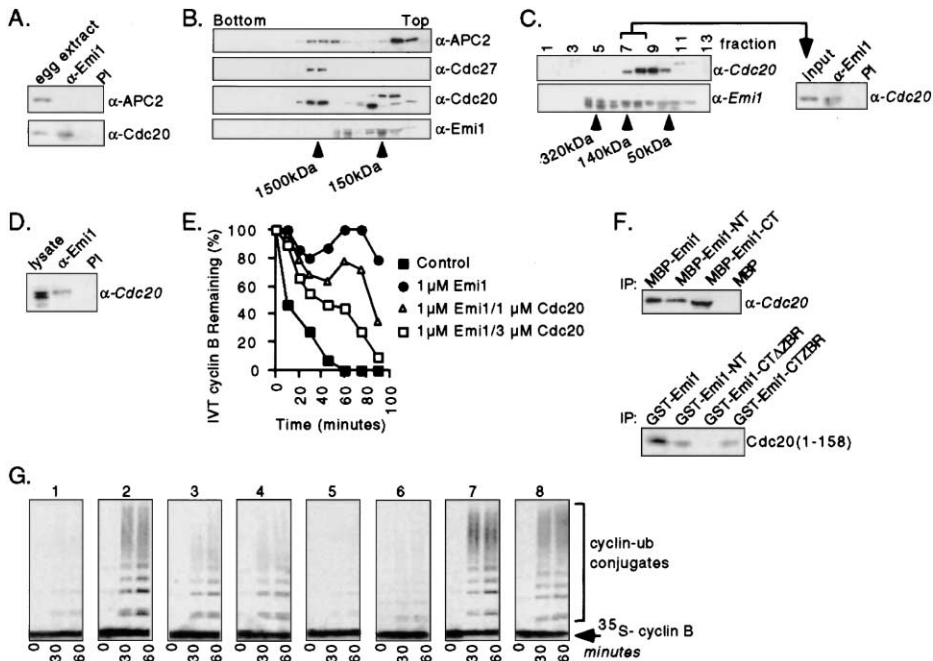 A.
egg extract
α-Emi1
PI
α-APC2
α-Cdc20
B.
Bottom
Top
α-APC2
α-Cdc27
α-Cdc20
α-Emi1
1500kDa
150kDa
C.
1 3 5 7 9 11 13 fraction
α-Cdc20
α-Emi1
320kDa
140kDa
50kDa
input
α-Emi1
PI
α-Cdc20
D.
lysate
α-Emi1
PI
α-Cdc20
E.
IVT cyclin B Remaining (%)
100
80
60
40
20
0
0 20 40 60 80 100
Time (minutes)
Control
1μM Emi1
1μM Emi1/1 μM Cdc20
1μM Emi1/3 μM Cdc20
F.
IP:
MBP-Emi1
MBP-Emi1-NT
MBP-Emi1-CT
MBP
α-Cdc20
IP:
GST-Emi1
GST-Emi1-NT
GST-Emi1-CTΔZBR
GST-Emi1-CTZBR
Cdc20(1-158)
G.
1 2 3 4 5 6 7 8
cyclin-ub
conjugates
35S- cyclin B
0 30 60 0 30 60 0 30 60 0 30 60 0 30 60 0 30 60 0 30 60 0 30 60 minutes